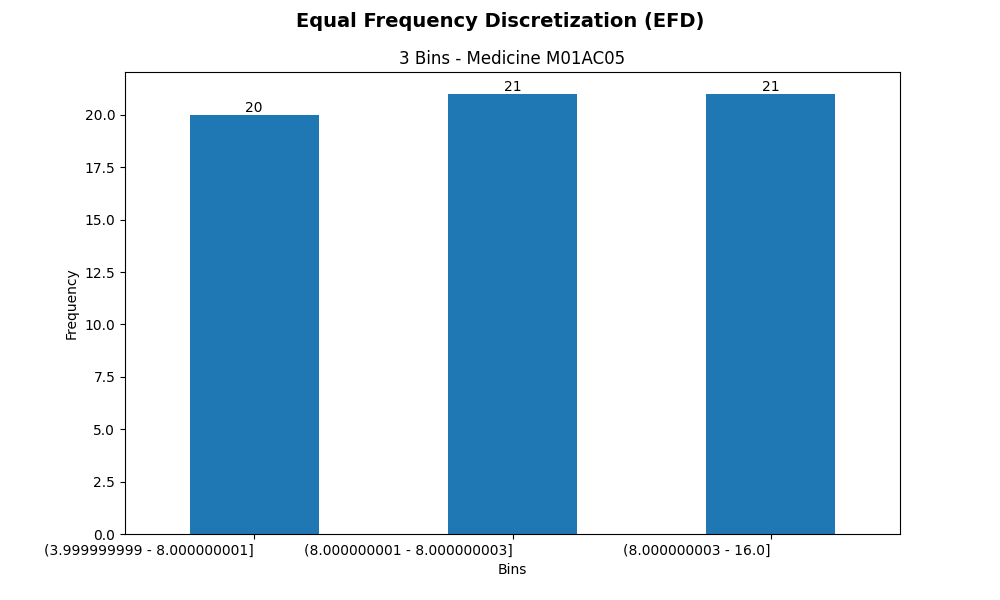 Equal Frequency Discretization (EFD)
3 Bins - Medicine M01AC05
20
21
21
20.0
17.5
15.0
12.5
10.0
7.5
5.0
2.5
0.0
Frequency
(3.999999999 - 8.000000001]
(8.000000001 - 8.000000003]
(8.000000003 - 16.0]
Bins